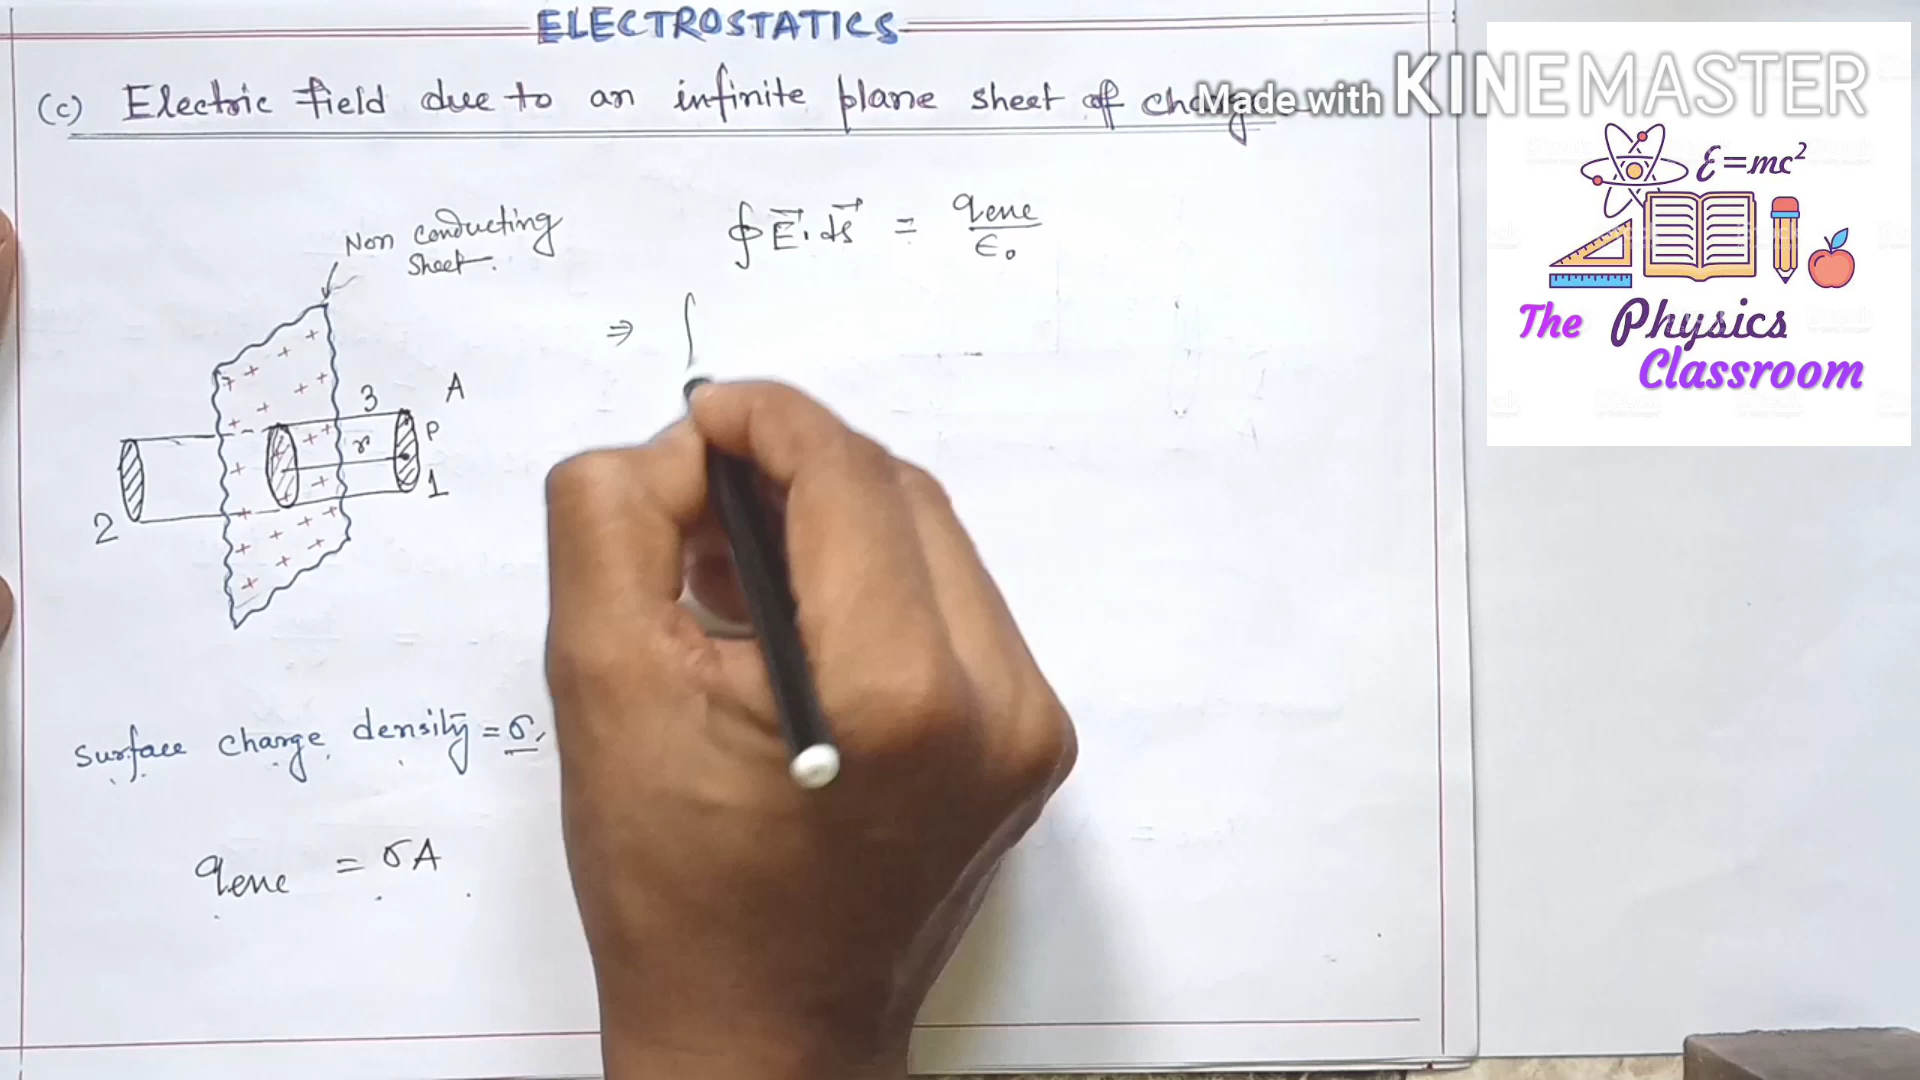 ELECTROSTATICS
(c) Electric field due to an infinite plane sheet of charge
Made with KINEMASTER
E=mc²
The Physics
Classroom
Non conducting
sheet.
∮ E⃗ . ds⃗ = qenc / ϵ₀
⇒ ∫
3 A
r P
1
2
surface charge density = σ,
qenc = σA